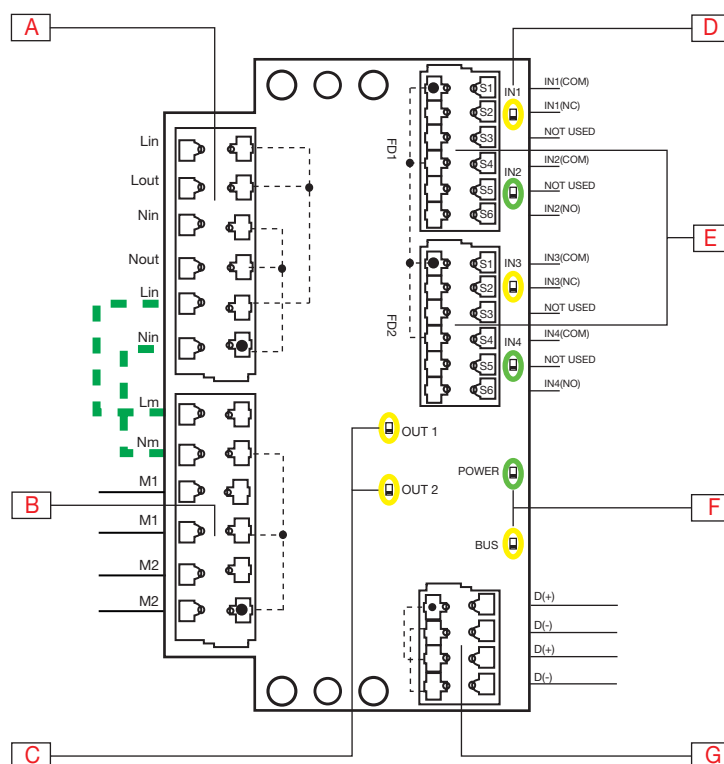 A
D
Lin
Lout
Nin
Nout
Lin
Nin
Lm
Nm
M1
M1
M2
M2
B
C
FD1
S1
S2
S3
S4
S5
S6
IN1
IN2
IN1(COM)
IN1(NC)
NOT USED
IN2(COM)
NOT USED
IN2(NO)
E
FD2
S1
S2
S3
S4
S5
S6
IN3
IN4
IN3(COM)
IN3(NC)
NOT USED
IN4(COM)
NOT USED
IN4(NO)
OUT 1
OUT 2
POWER
BUS
F
D(+)
D(-)
D(+)
D(-)
G